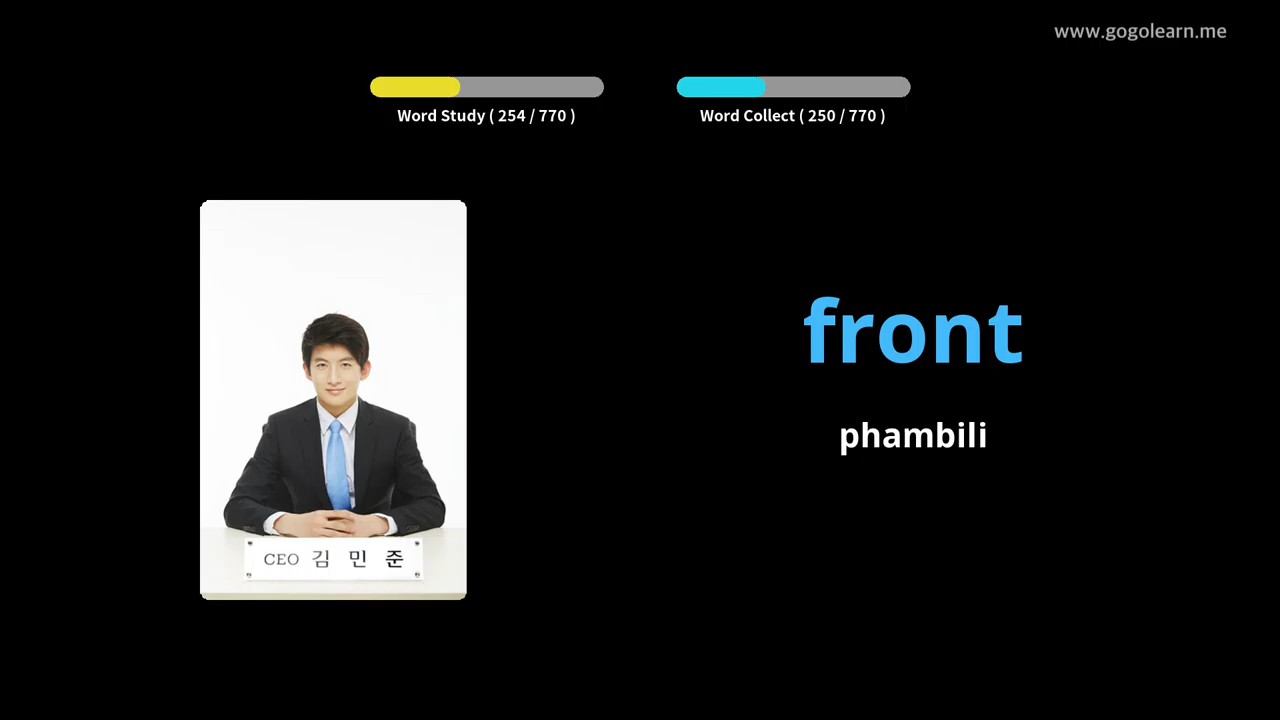 www.gogolearn.me
Word Study ( 254 / 770 )
Word Collect ( 250 / 770 )
front
phambili
CEO 김 민 준